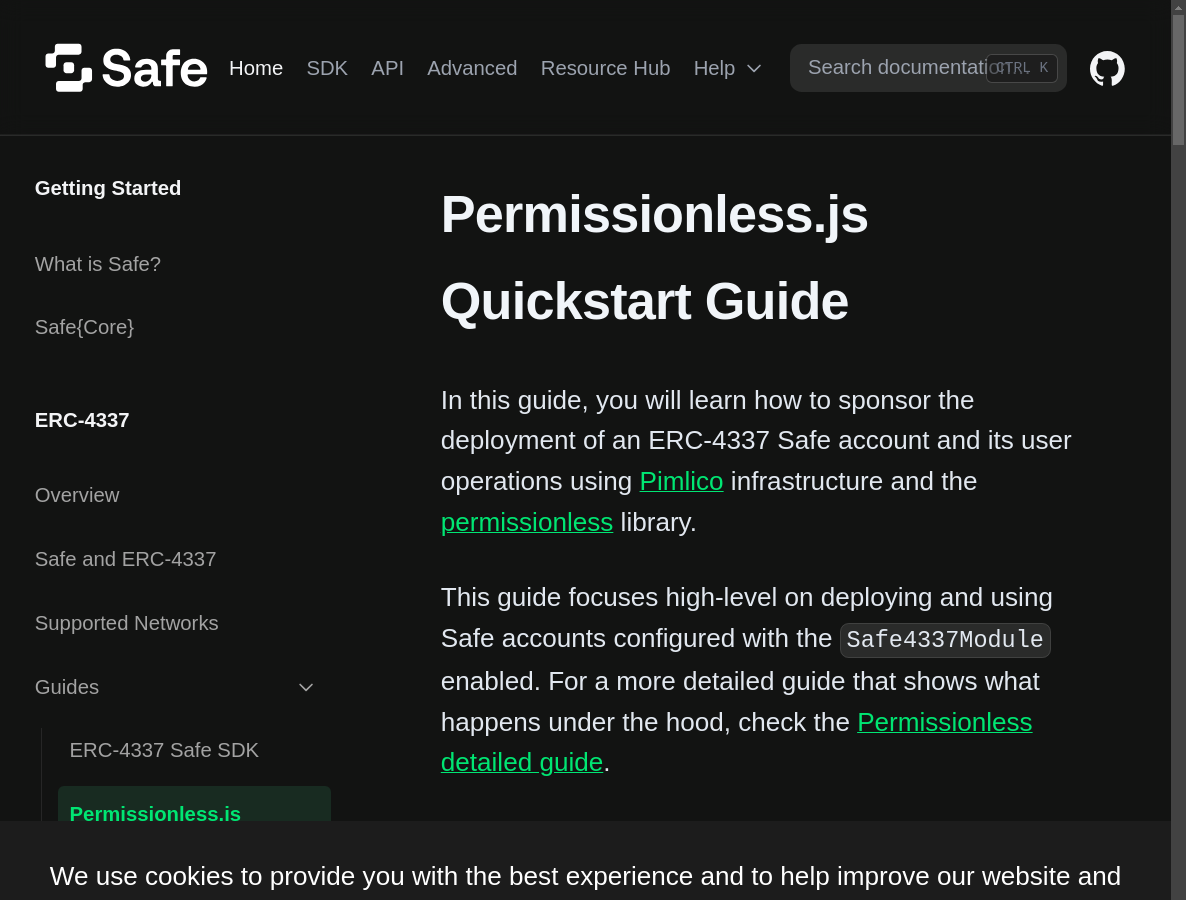 Safe
Home SDK API Advanced Resource Hub Help
Search documentation. CTRL K
Getting Started
What is Safe?
Safe{Core}
ERC-4337
Overview
Safe and ERC-4337
Supported Networks
Guides
ERC-4337 Safe SDK
Permissionless.js
Permissionless.js
Quickstart Guide
In this guide, you will learn how to sponsor the
deployment of an ERC-4337 Safe account and its user
operations using Pimlico infrastructure and the
permissionless library.
This guide focuses high-level on deploying and using
Safe accounts configured with the Safe4337Module
enabled. For a more detailed guide that shows what
happens under the hood, check the Permissionless
detailed guide.
We use cookies to provide you with the best experience and to help improve our website and